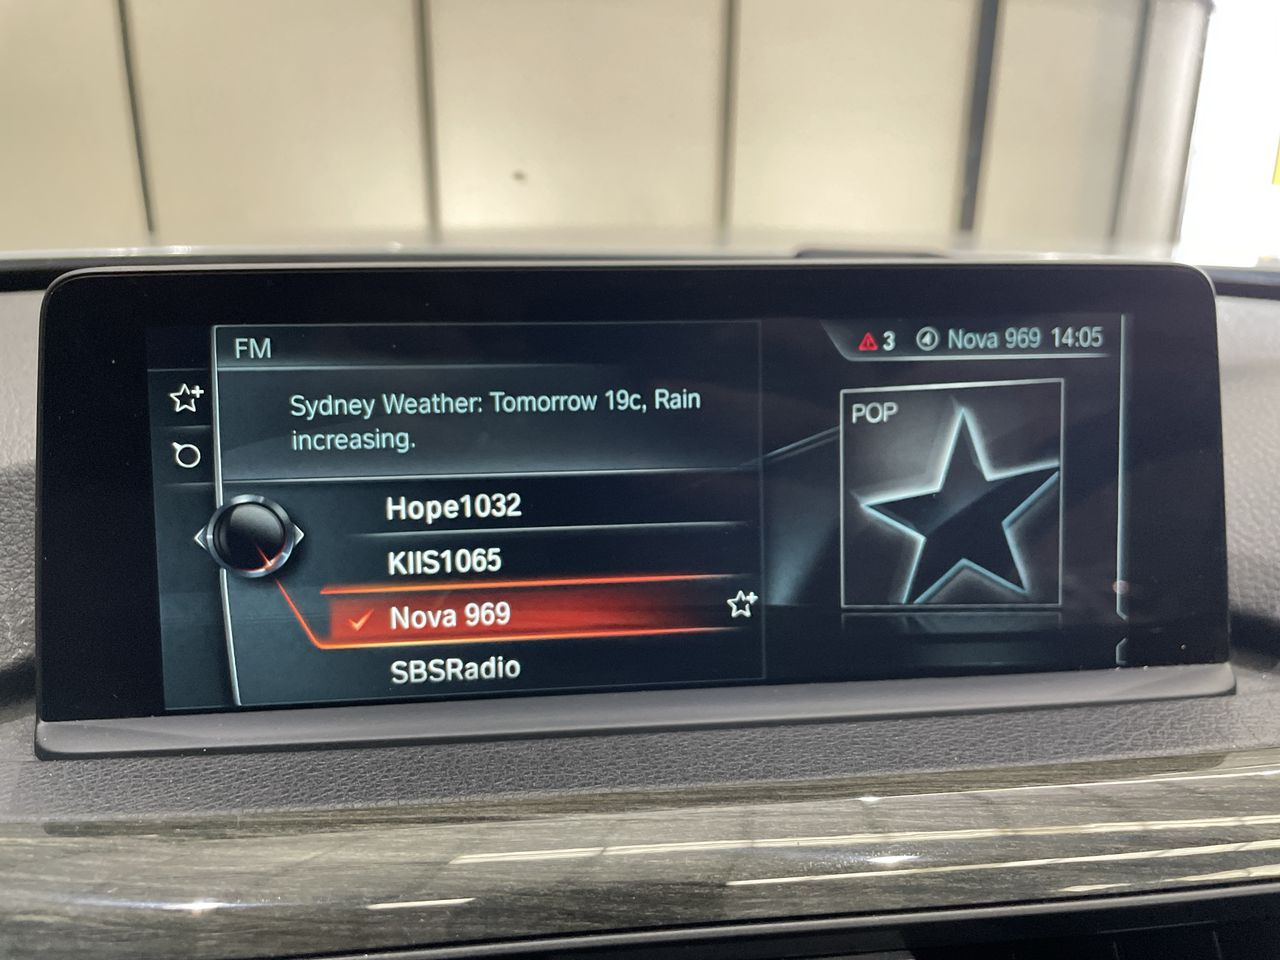 FM
3 Nova 969 14:05
Sydney Weather: Tomorrow 19c, Rain
increasing.
POP
Hope1032
KIIS1065
Nova 969
SBSRadio